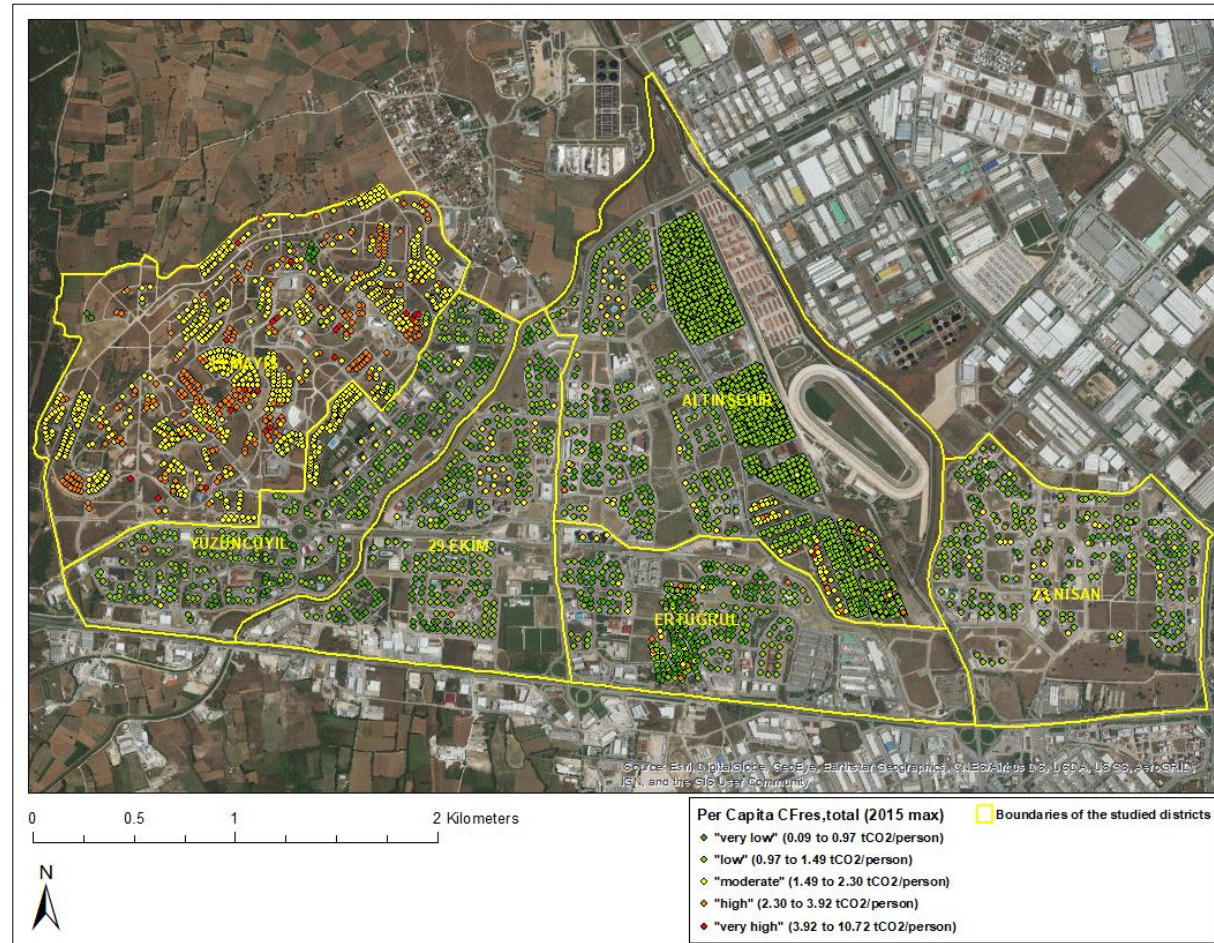 ALTINŞEHİR
YÜZÜNCÜYIL
29 EKİM
23 NİSAN
ERTUĞRUL
Source: Esri, DigitalGlobe, GeoEye, Earthstar Geographics, CNES/Airbus DS, USDA, USGS, AeroGRID,
IGN, and the GIS User Community
0 0.5 1 2 Kilometers
N
Per Capita CFres,total (2015 max)
"very low" (0.09 to 0.97 tCO2/person)
"low" (0.97 to 1.49 tCO2/person)
"moderate" (1.49 to 2.30 tCO2/person)
"high" (2.30 to 3.92 tCO2/person)
"very high" (3.92 to 10.72 tCO2/person)
Boundaries of the studied districts